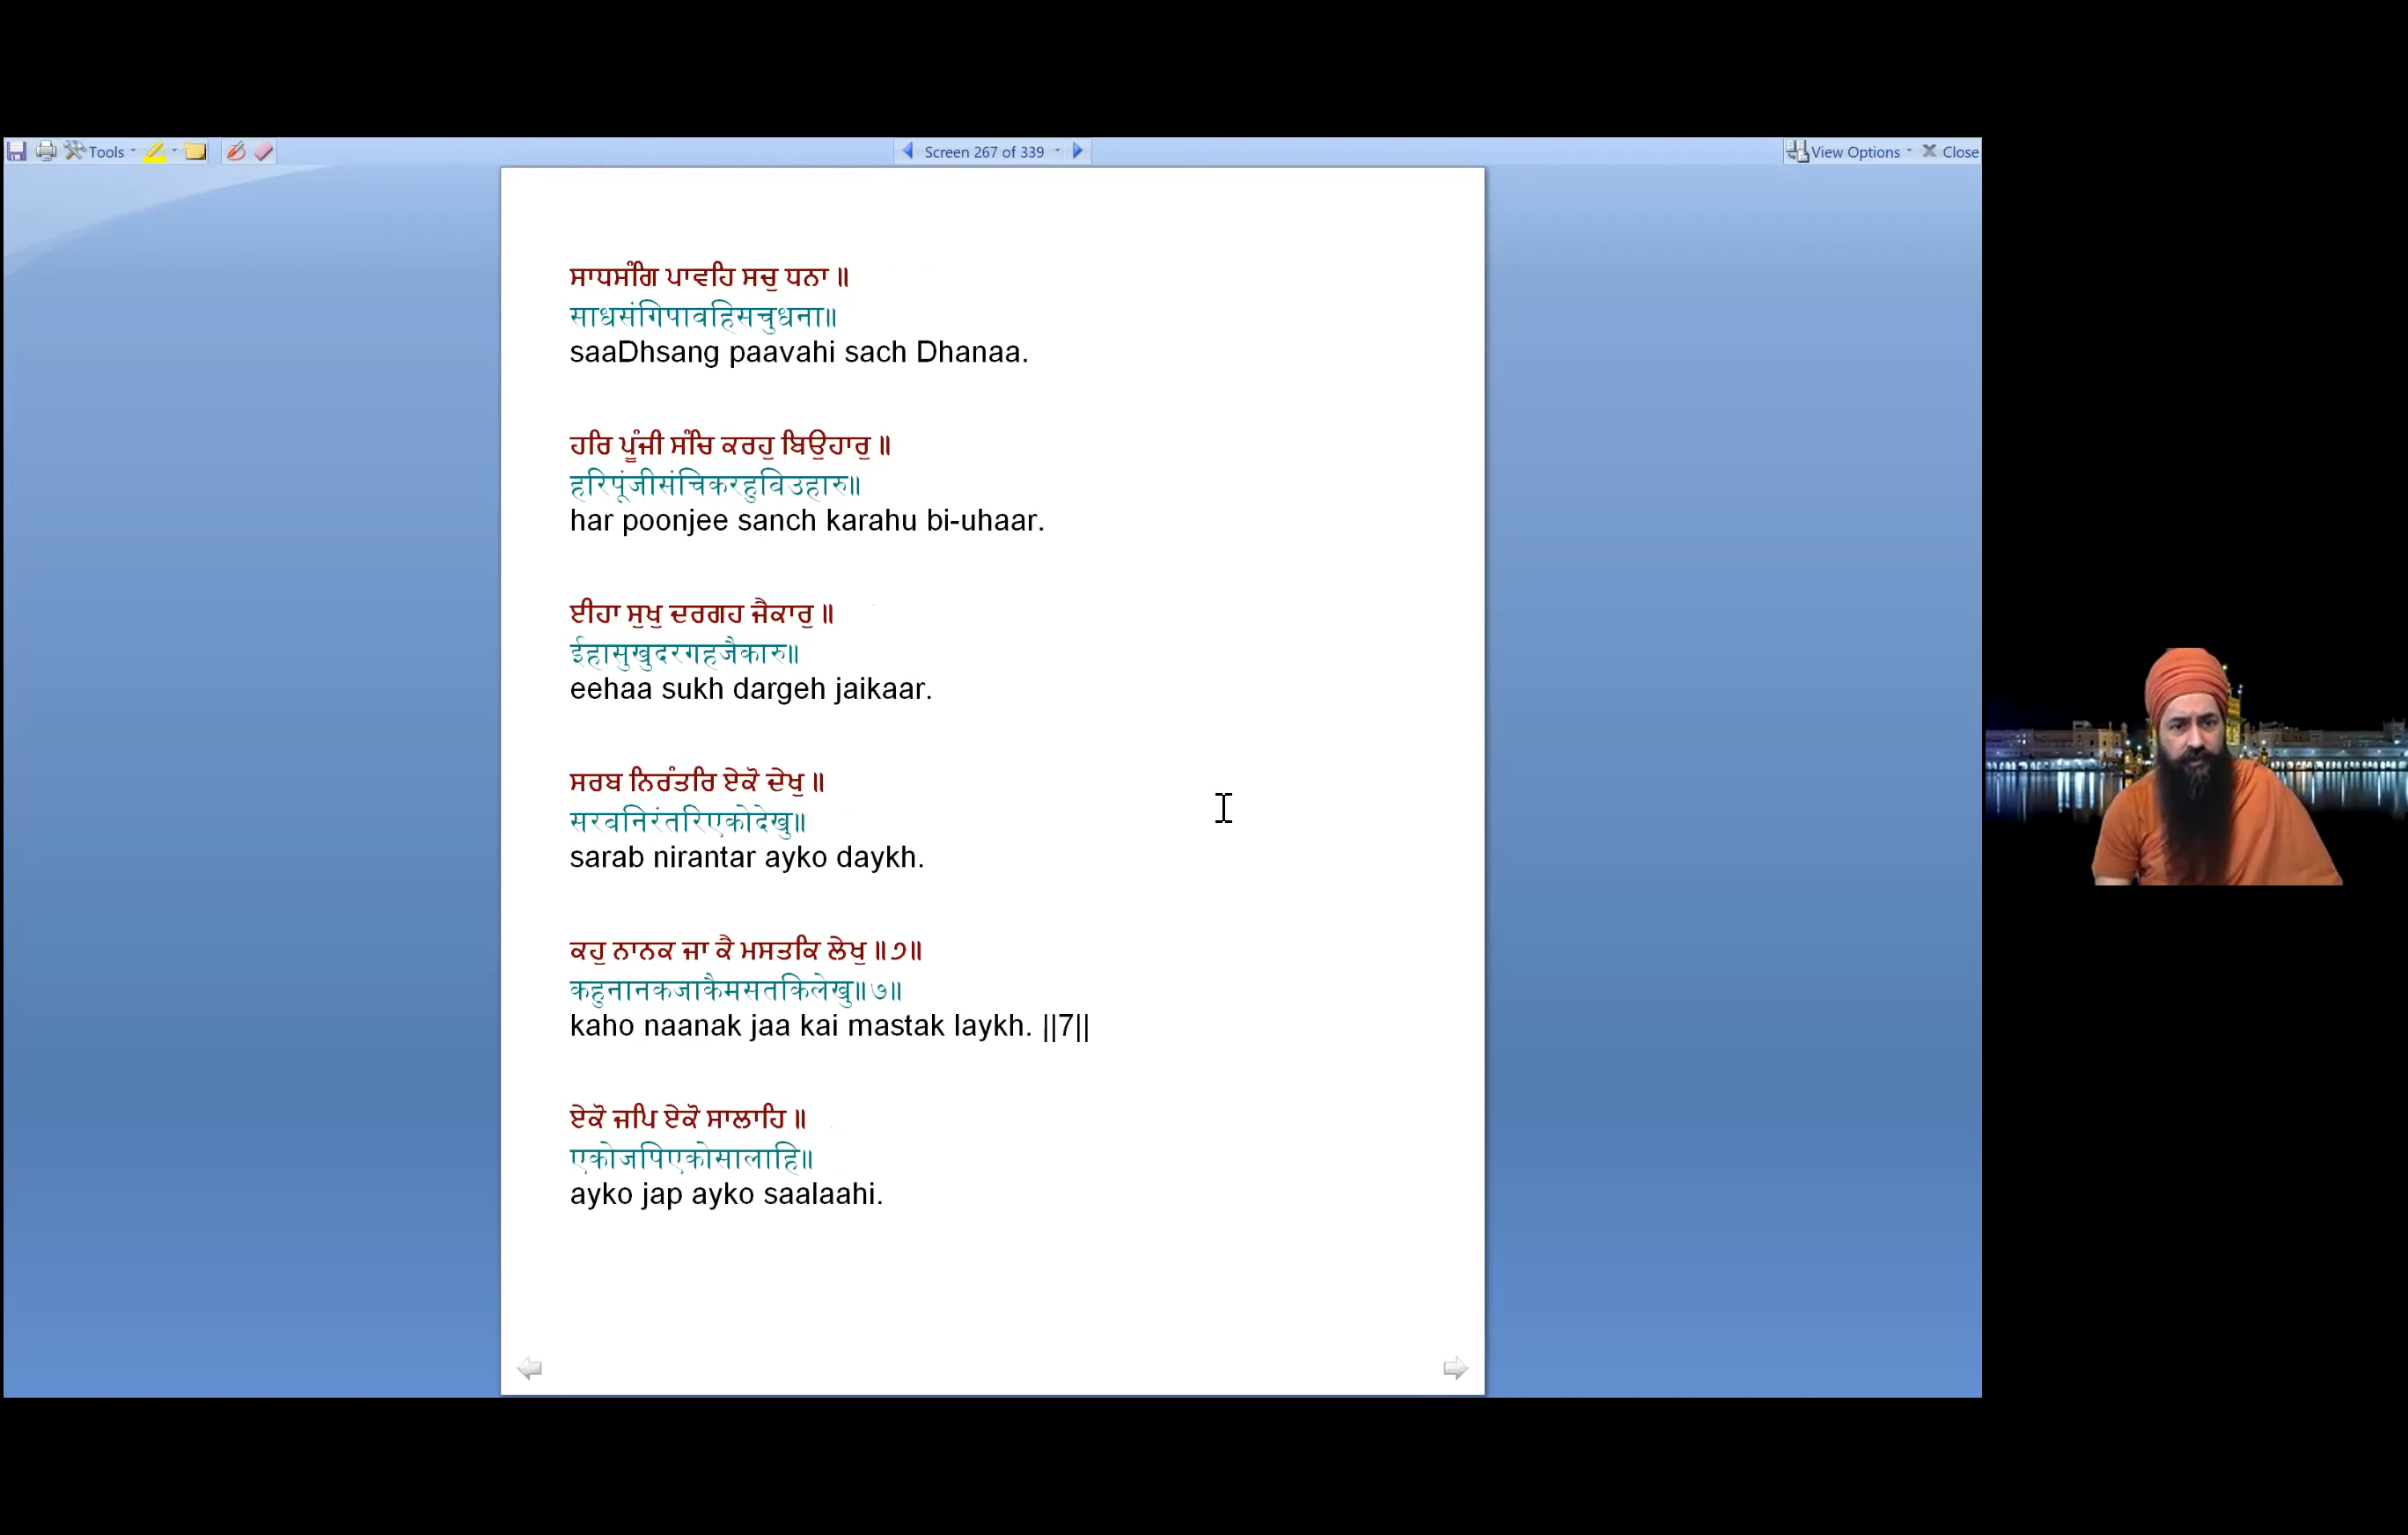 Tools
Screen 267 of 339
View Options
Close
ਸਾਧਸੰਗਿ ਪਾਵਹਿ ਸਚੁ ਧਨਾ ॥
साधसंगिपावहिसचुधना॥
saaDhsang paavahi sach Dhanaa.
ਹਰਿ ਪੂੰਜੀ ਸੰਚਿ ਕਰਹੁ ਬਿਉਹਾਰੁ ॥
हरिपूंजीसंचिकरहुबिउहारु॥
har poonjee sanch karahu bi-uhaar.
ਈਹਾ ਸੁਖੁ ਦਰਗਹ ਜੈਕਾਰੁ ॥
ईहासुखुदरगहजैकारु॥
eehaa sukh dargeh jaikaar.
ਸਰਬ ਨਿਰੰਤਰਿ ਏਕੋ ਦੇਖੁ ॥
सरबनिरंतरिएकोदेखु॥
sarab nirantar ayko daykh.
ਕਹੁ ਨਾਨਕ ਜਾ ਕੈ ਮਸਤਕਿ ਲੇਖੁ ॥੭॥
कहुनानकजाकैमसतकिलेखु॥७॥
kaho naanak jaa kai mastak laykh. ||7||
ਏਕੋ ਜਪਿ ਏਕੋ ਸਾਲਾਹਿ ॥
एकोजपिएकोसालाहि॥
ayko jap ayko saalaahi.